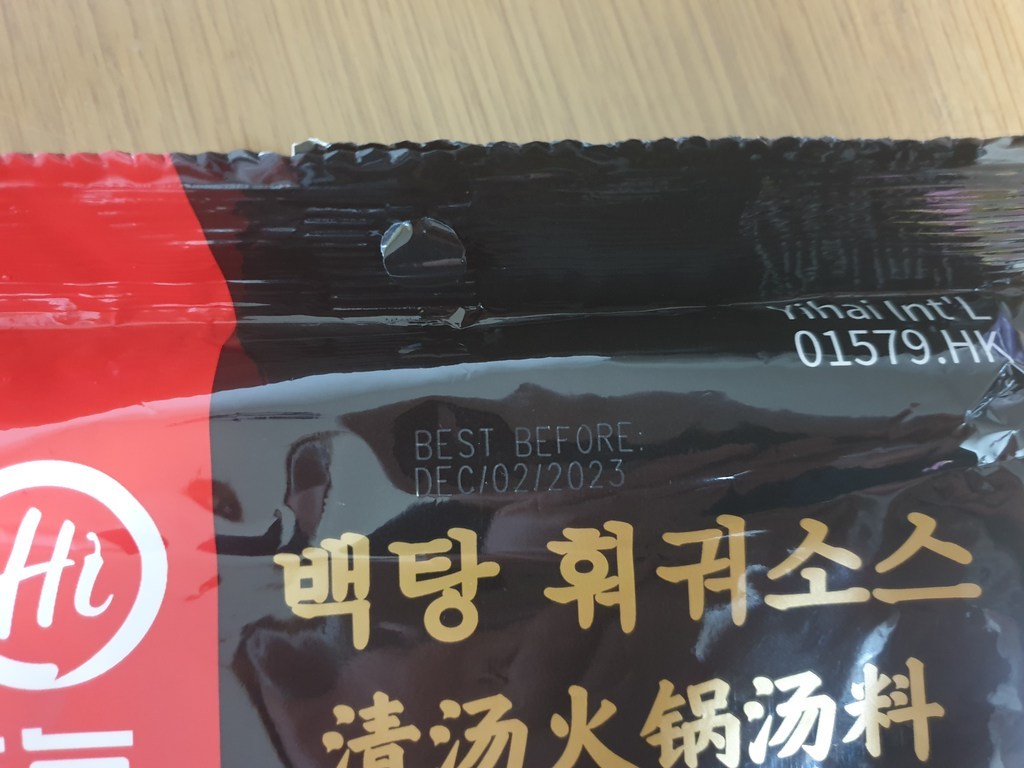 Yihai Int'L
01579.HK
BEST BEFORE:
DEC/02/2023
백탕 훠궈소스
Hi
清汤火锅汤料